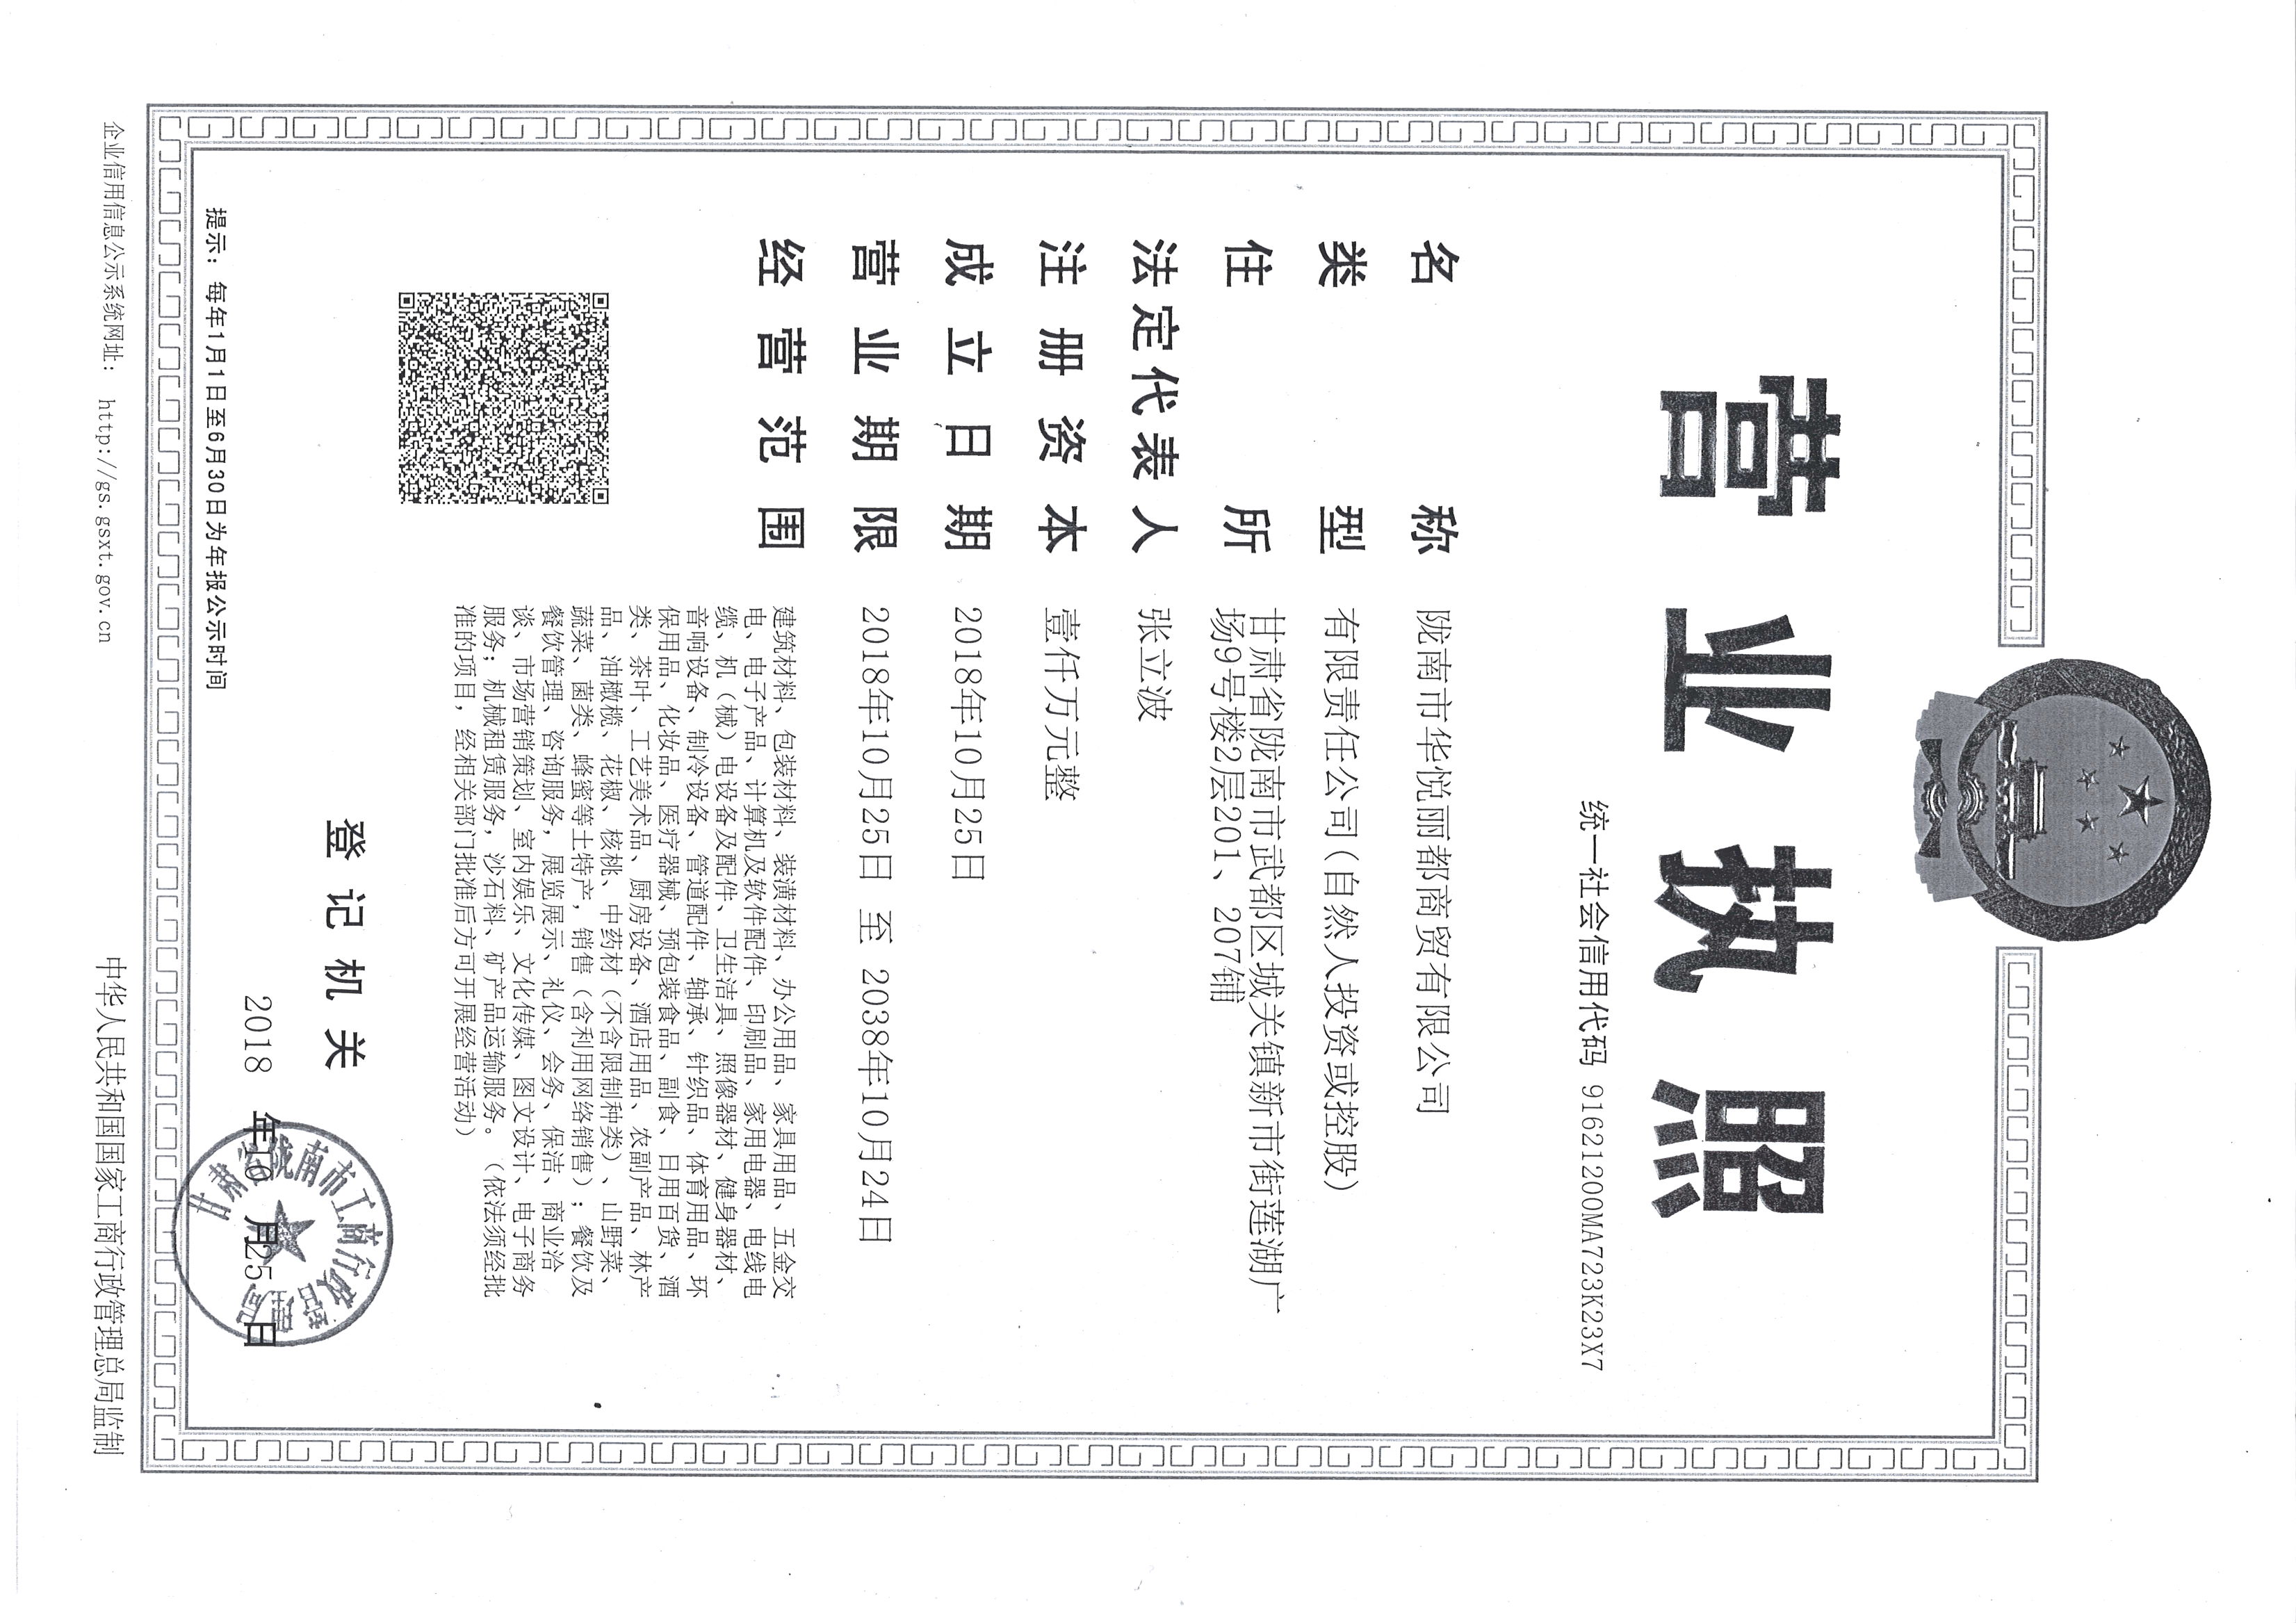 营业执照
统一社会信用代码 91621200MA723K23X7
名称 陇南市华悦丽都商贸有限公司
类型 有限责任公司(自然人投资或控股)
住所 甘肃省陇南市武都区城关镇新市街莲湖广
场9号楼2层201、207铺
法定代表人 张立波
注册资本 壹仟万元整
成立日期 2018年10月25日
营业期限 2018年10月25日 至 2038年10月24日
经营范围 建筑材料、包装材料、装潢材料、办公用品、家具用品、五金交
电、电子产品、计算机及软件配件、印刷品、家用电器、电线电
缆、机（械）电设备及配件、卫生洁具、照像器材、健身器材、
音响设备、制冷设备、管道配件、轴承、针织品、体育用品、环
保用品、化妆品、医疗器械、预包装食品、副食、日用百货、酒
类、茶叶、工艺美术品、厨房设备、酒店用品、农副产品、林产
品、油橄榄、花椒、核桃、中药材（不含限制种类）、山野菜、
蔬菜、菌类、蜂蜜等土特产，销售（含利用网络销售）；餐饮及
餐饮管理、咨询服务，展览展示、礼仪、会务、保洁、商业洽
谈、市场营销策划、室内娱乐、文化传媒、图文设计、电子商务
服务；机械租赁服务，沙石料、矿产品运输服务。（依法须经批
准的项目，经相关部门批准后方可开展经营活动）
登记机关
甘肃省陇南市工商行政管理局
2018 年10 月25 日
提示：每年1月1日至6月30日为年报公示时间
企业信用信息公示系统网址： http://gs.gsxt.gov.cn
中华人民共和国国家工商行政管理总局监制